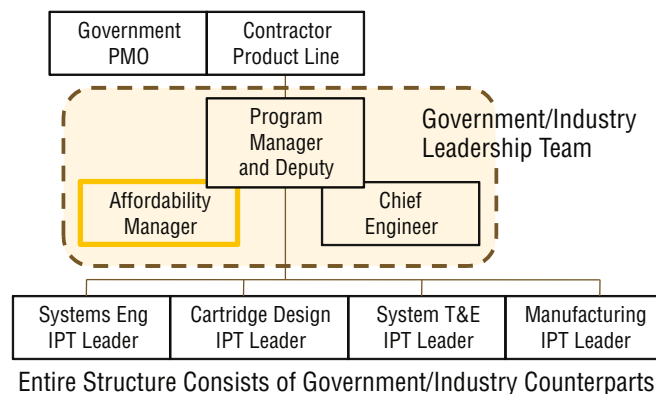 Government
PMO
Contractor
Product Line
Program
Manager
and Deputy
Government/Industry
Leadership Team
Affordability
Manager
Chief
Engineer
Systems Eng
IPT Leader
Cartridge Design
IPT Leader
System T&E
IPT Leader
Manufacturing
IPT Leader
Entire Structure Consists of Government/Industry Counterparts